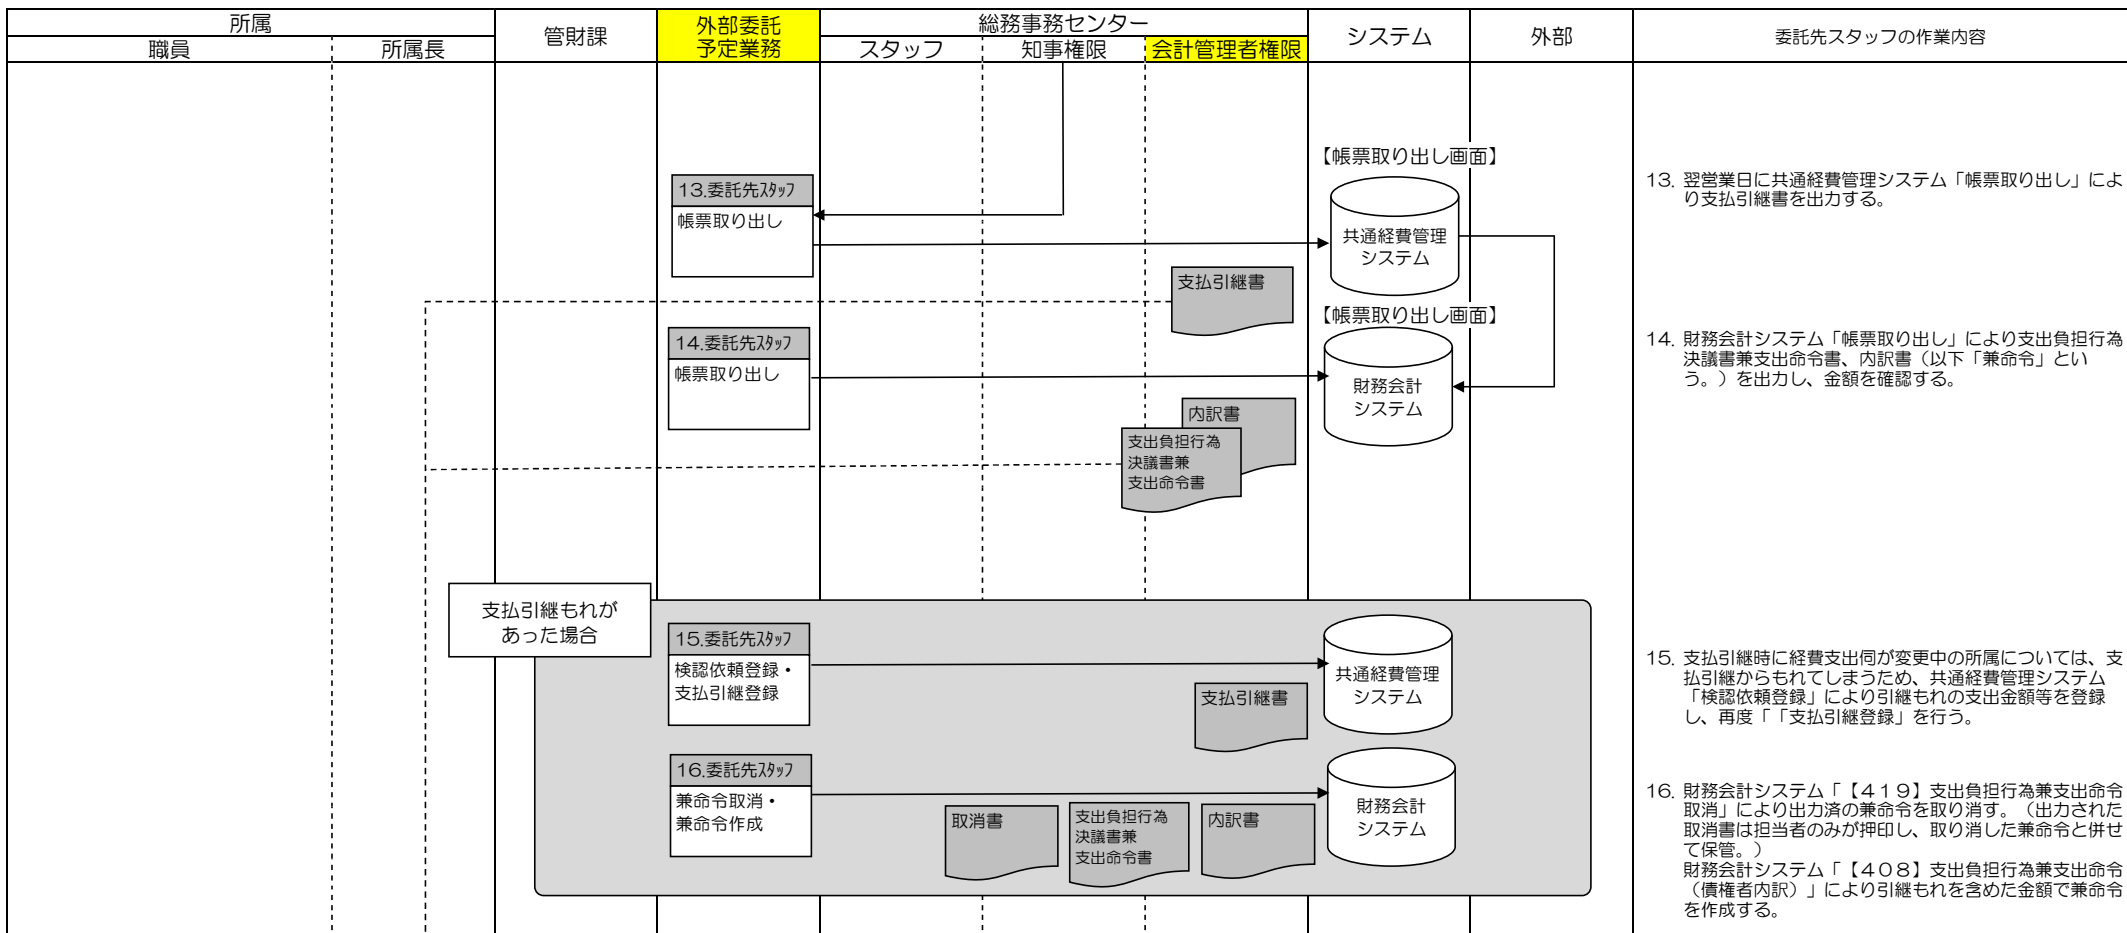 所属
職員
所属長
管財課
外部委託
予定業務
総務事務センター
スタッフ
知事権限
会計管理者権限
システム
外部
委託先スタッフの作業内容
【帳票取り出し画面】
13.委託先ｽﾀｯﾌ
帳票取り出し
共通経費管理
システム
支払引継書
13. 翌営業日に共通経費管理システム「帳票取り出し」によ
り支払引継書を出力する。
【帳票取り出し画面】
14.委託先ｽﾀｯﾌ
帳票取り出し
財務会計
システム
内訳書
支出負担行為
決議書兼
支出命令書
14. 財務会計システム「帳票取り出し」により支出負担行為
決議書兼支出命令書、内訳書（以下「兼命令」とい
う。）を出力し、金額を確認する。
支払引継もれが
あった場合
15.委託先ｽﾀｯﾌ
検認依頼登録・
支払引継登録
支払引継書
共通経費管理
システム
15. 支払引継時に経費支出伺が変更中の所属については、支
払引継からもれてしまうため、共通経費管理システム
「検認依頼登録」により引継もれの支出金額等を登録
し、再度「「支払引継登録」を行う。
16.委託先ｽﾀｯﾌ
兼命令取消・
兼命令作成
取消書
支出負担行為
決議書兼
支出命令書
内訳書
財務会計
システム
16. 財務会計システム「【４１９】支出負担行為兼支出命令
取消」により出力済の兼命令を取り消す。（出力された
取消書は担当者のみが押印し、取り消した兼命令と併せ
て保管。）
財務会計システム「【４０８】支出負担行為兼支出命令
（債権者内訳）」により引継もれを含めた金額で兼命令
を作成する。